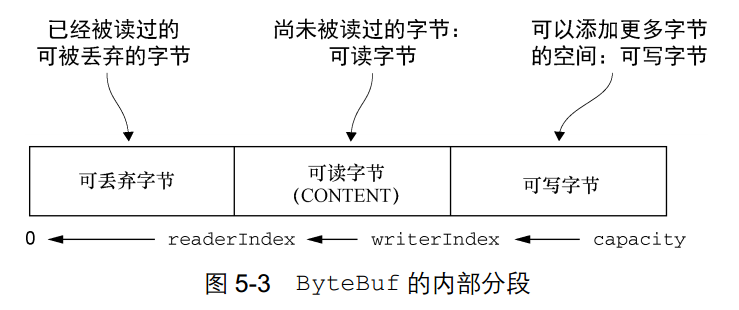 已经被读过的
可被丢弃的字节
尚未被读过的字节：
可读字节
可以添加更多字节
的空间：可写字节
可丢弃字节
可读字节
（CONTENT）
可写字节
0 readerIndex writerIndex capacity
图 5-3 ByteBuf 的内部分段